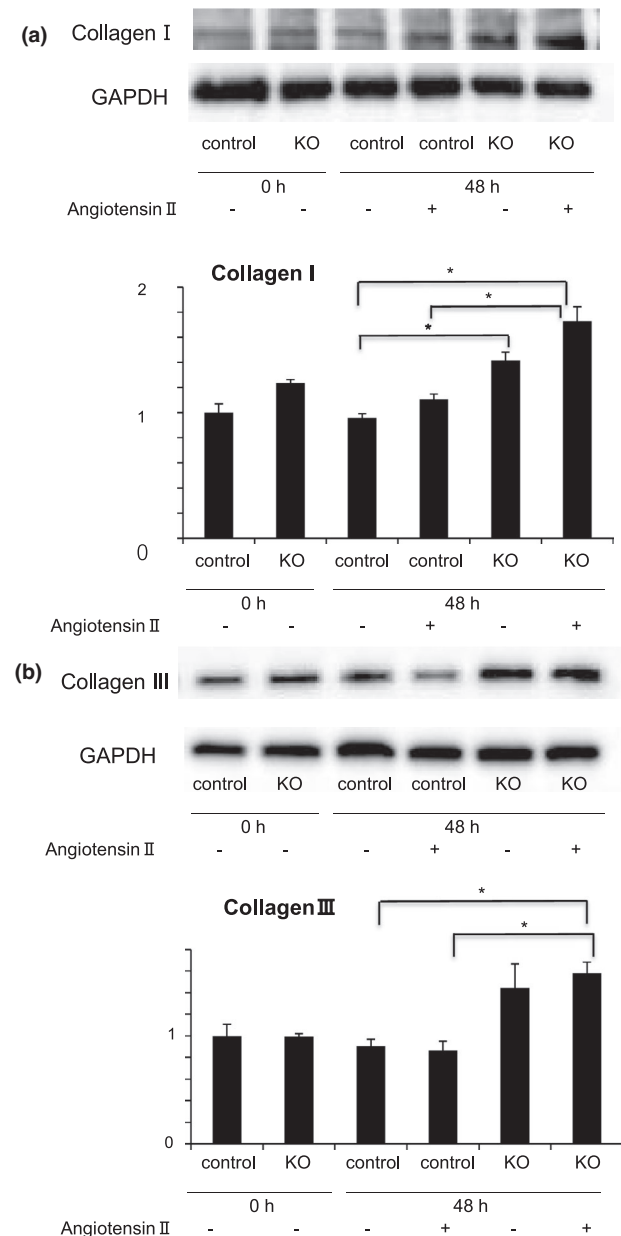 (a) Collagen Ⅰ
GAPDH
control KO control control KO KO
0 h 48 h
Angiotensin Ⅱ - - - + - +
Collagen Ⅰ
2
1
0
* * *
control KO control control KO KO
0 h 48 h
Angiotensin Ⅱ - - - + - +
(b) Collagen Ⅲ
GAPDH
control KO control control KO KO
0 h 48 h
Angiotensin Ⅱ - - - + - +
Collagen Ⅲ
1
0
* *
control KO control control KO KO
0 h 48 h
Angiotensin Ⅱ - - - + - +